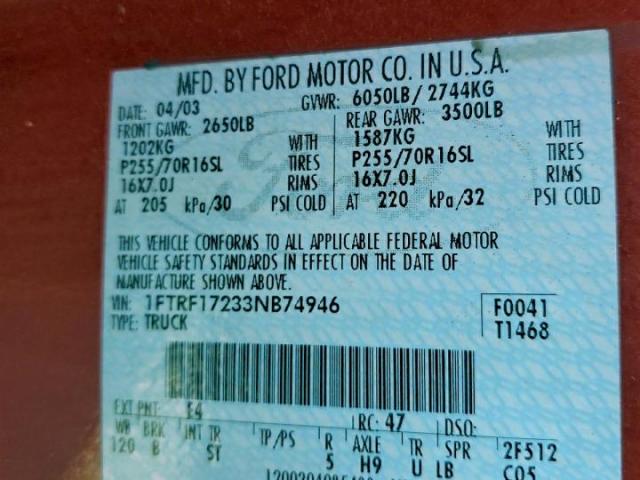 MFD. BY FORD MOTOR CO. IN U.S.A.
DATE: 04/03 GVWR: 6050LB/2744KG
FRONT GAWR: 2650LB REAR GAWR: 3500LB
1202KG WITH 1587KG WITH
P255/70R16SL TIRES P255/70R16SL TIRES
16X7.0J RIMS 16X7.0J RIMS
AT 205 kPa/30 PSI COLD AT 220 kPa/32 PSI COLD
THIS VEHICLE CONFORMS TO ALL APPLICABLE FEDERAL MOTOR
VEHICLE SAFETY STANDARDS IN EFFECT ON THE DATE OF
MANUFACTURE SHOWN ABOVE.
VIN: 1FTRF17233NB74946 F0041
TYPE: TRUCK T1468
EXT PNT: E4 RC: 47 DSO:
WB BRK INT TR TP/PS R AXLE TR SPR 2F512
120 B ST 5 H9 U LB C05